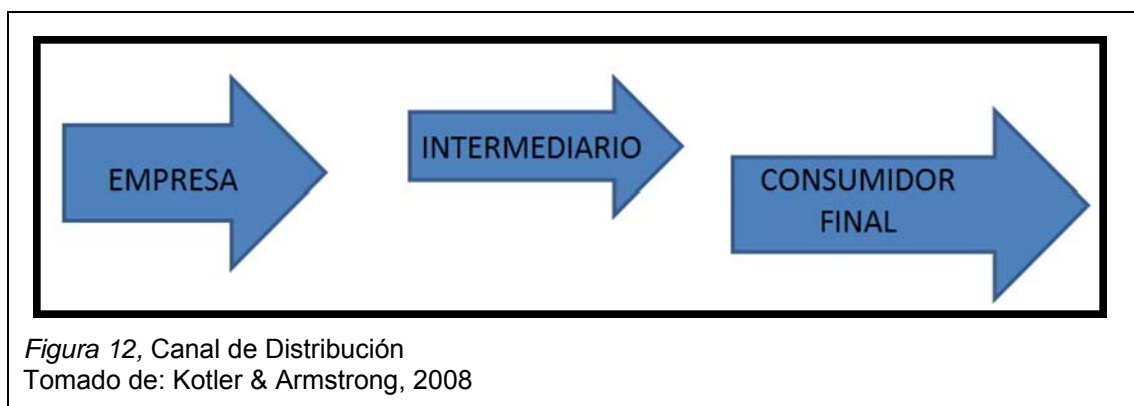 EMPRESA
INTERMEDIARIO
CONSUMIDOR
FINAL
Figura 12, Canal de Distribución
Tomado de: Kotler & Armstrong, 2008